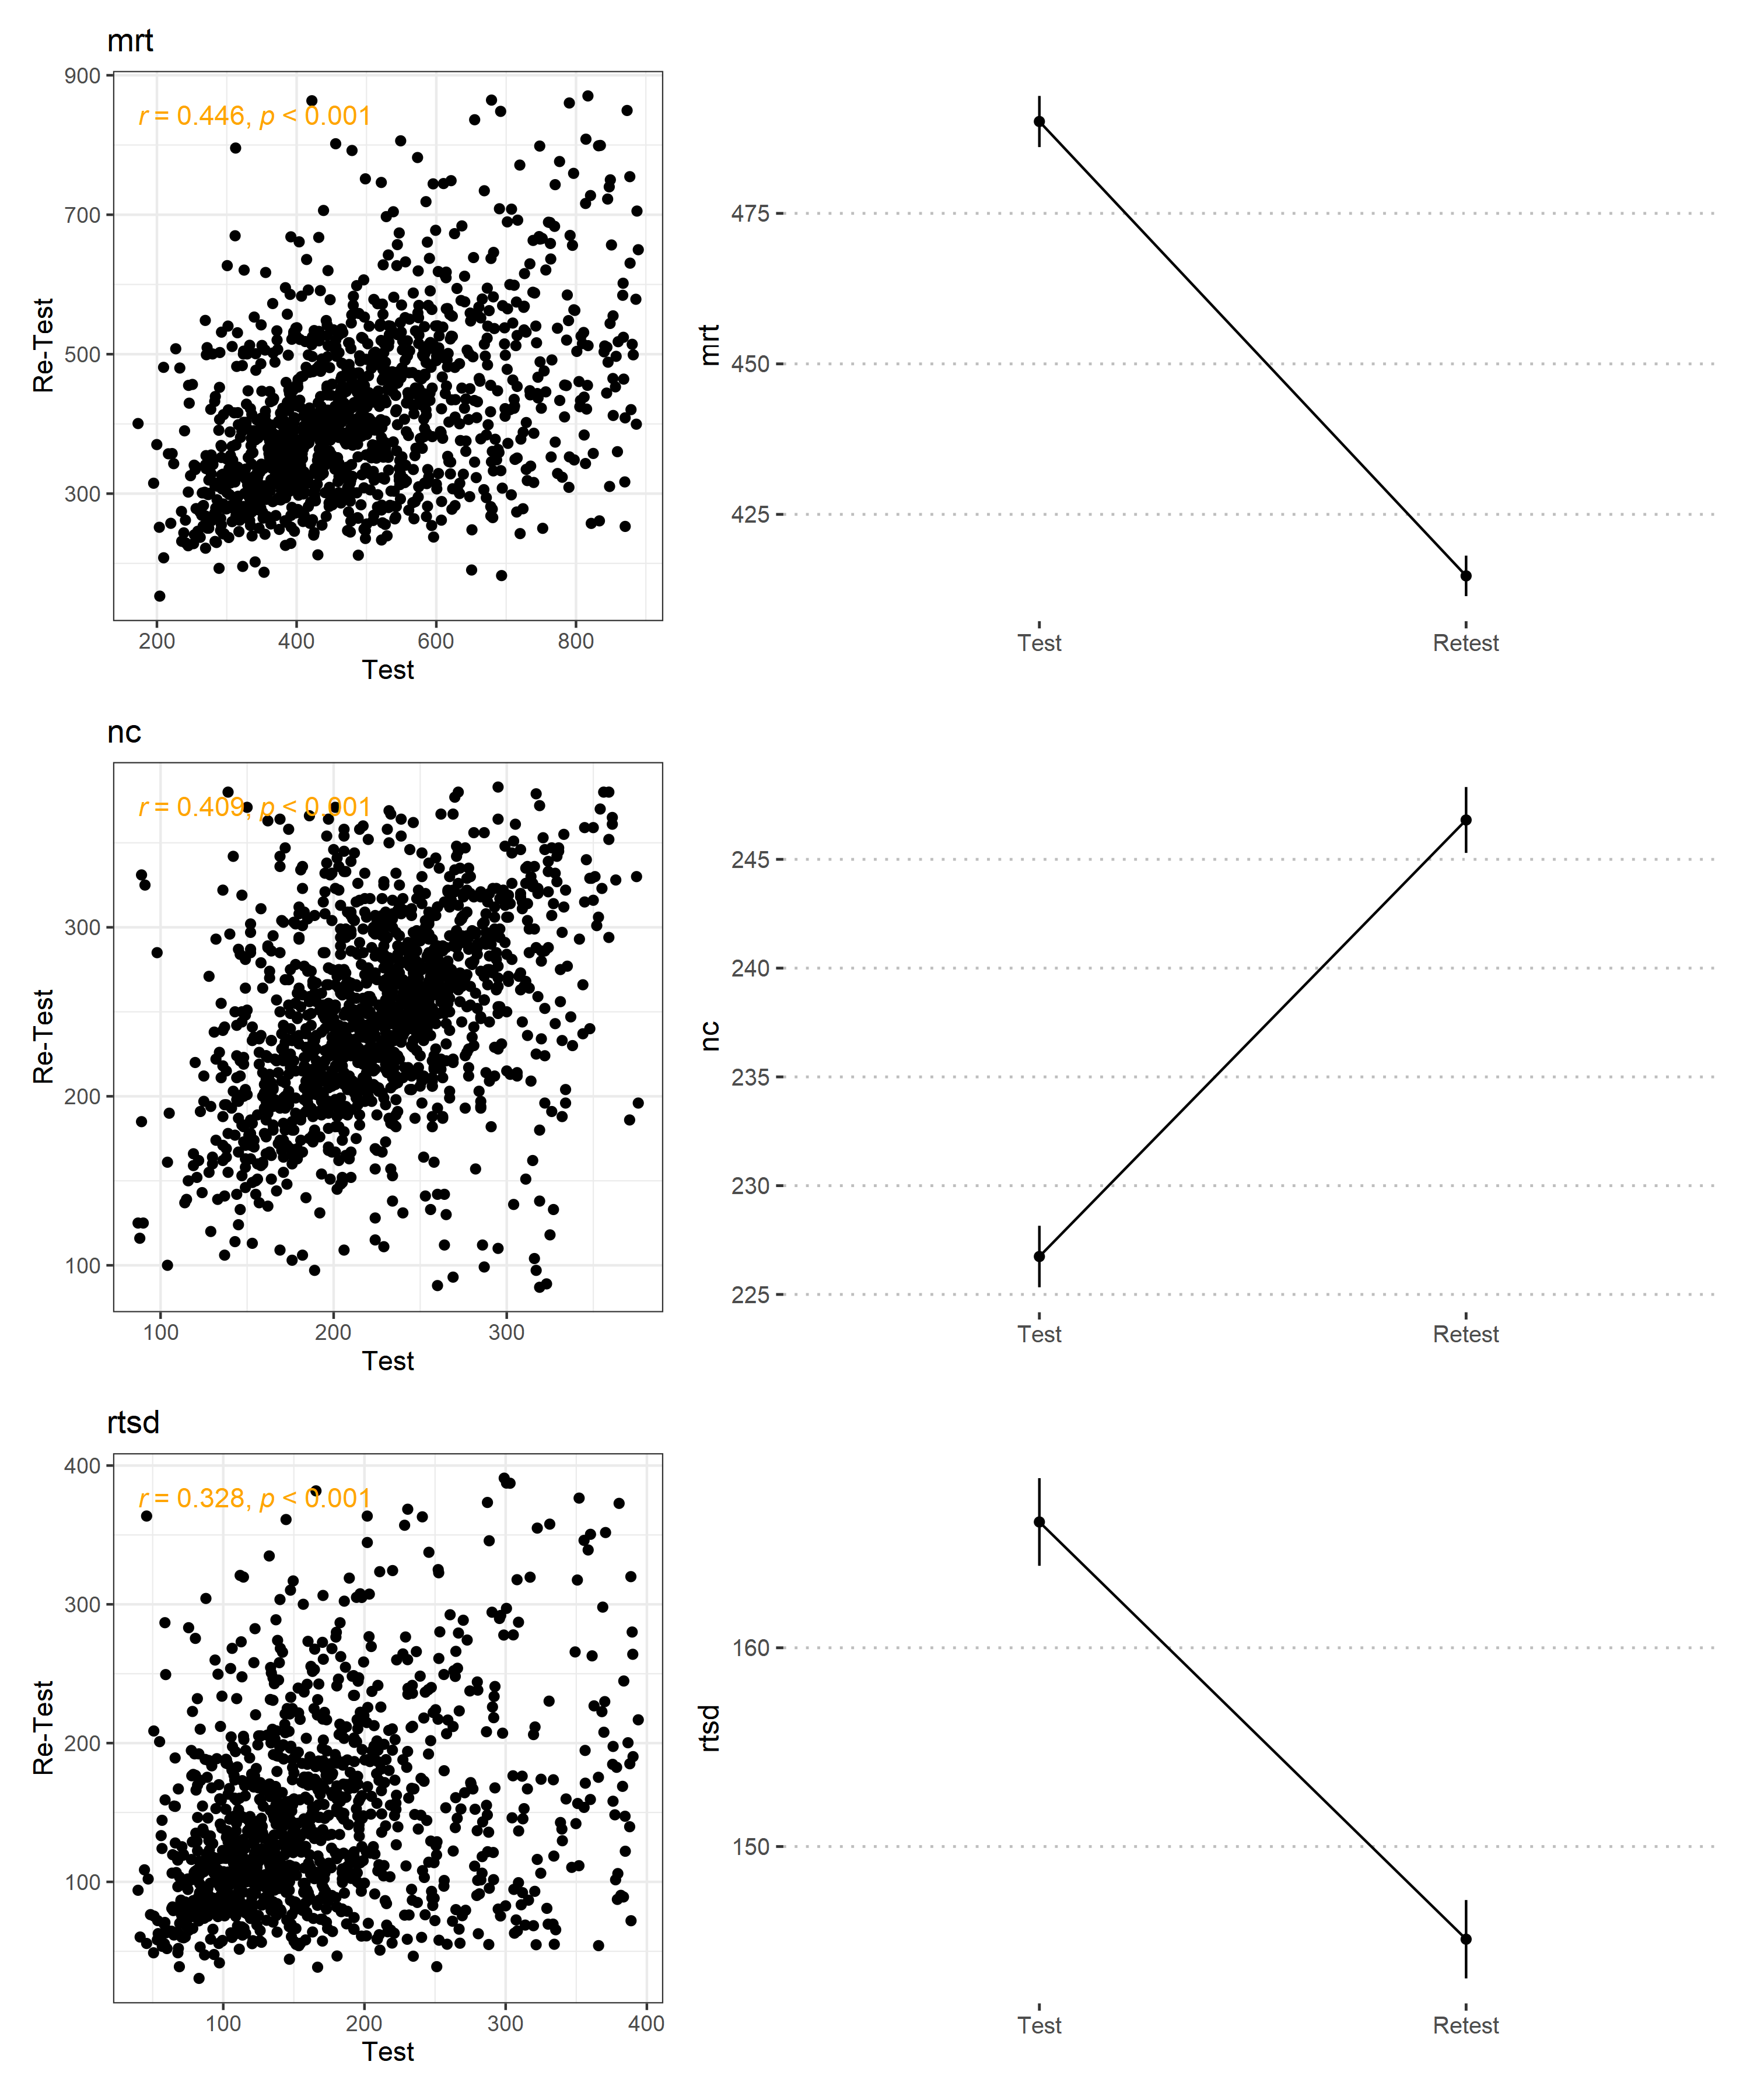 mrt
900
700
500
300
r = 0.446, p < 0.001
Re-Test
200 400 600 800
Test
mrt
475
450
425
Test Retest
nc
300
200
100
r = 0.409, p < 0.001
Re-Test
100 200 300
Test
nc
245
240
235
230
225
Test Retest
rtsd
400
300
200
100
r = 0.328, p < 0.001
Re-Test
100 200 300 400
Test
rtsd
160
150
Test Retest